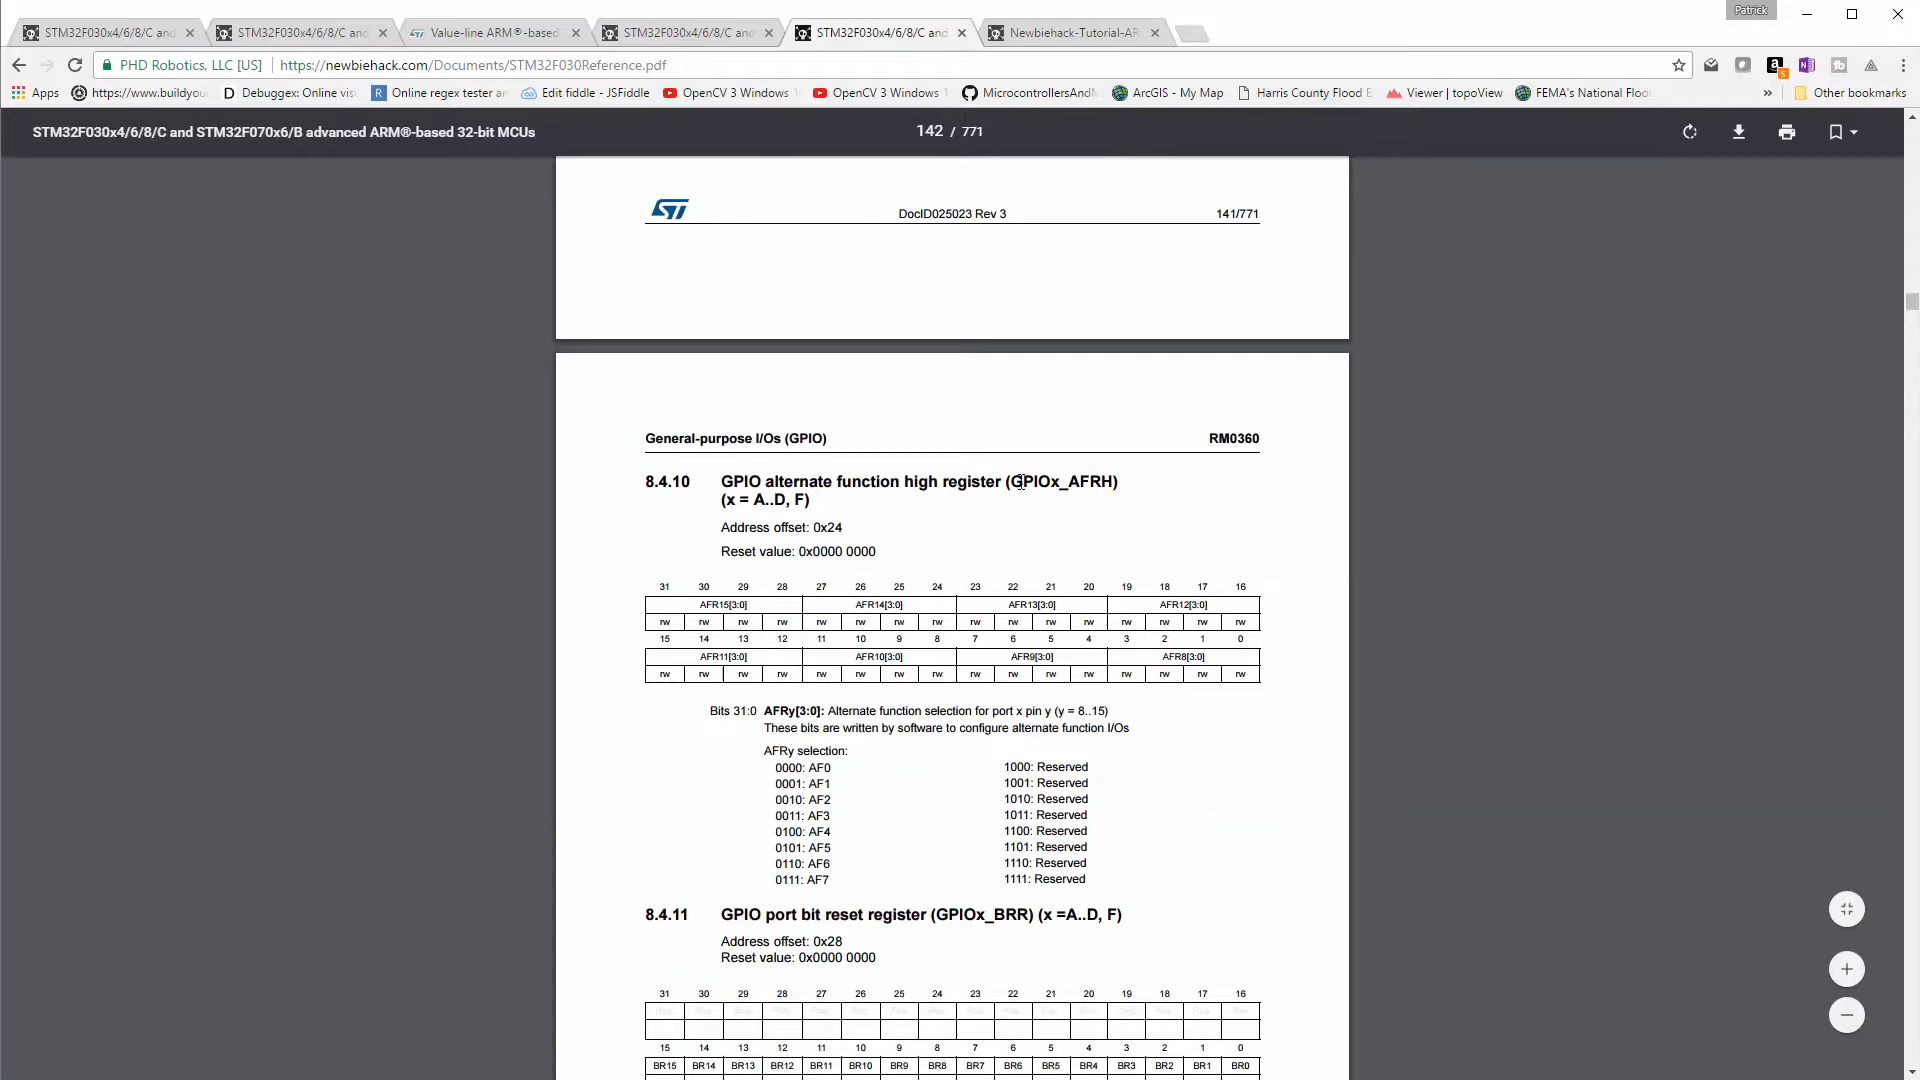 Patrick
STM32F030x4/6/8/C and
STM32F030x4/6/8/C and
Value-line ARM®-based
STM32F030x4/6/8/C and
STM32F030x4/6/8/C and
Newbiehack-Tutorial-AR
PHD Robotics, LLC [US]
https://newbiehack.com/Documents/STM32F030Reference.pdf
Apps
https://www.buildyou
Debuggex: Online vis
Online regex tester a
Edit fiddle - JSFiddle
OpenCV 3 Windows
OpenCV 3 Windows
MicrocontrollersAnd
ArcGIS - My Map
Harris County Flood E
Viewer | topoView
FEMA's National Floo
»
Other bookmarks
STM32F030x4/6/8/C and STM32F070x6/B advanced ARM®-based 32-bit MCUs
142 / 771
DocID025023 Rev 3
141/771
General-purpose I/Os (GPIO)
RM0360
8.4.10 GPIO alternate function high register (GPIOx_AFRH)
(x = A..D, F)
Address offset: 0x24
Reset value: 0x0000 0000
31 30 29 28 27 26 25 24 23 22 21 20 19 18 17 16
AFR15[3:0] AFR14[3:0] AFR13[3:0] AFR12[3:0]
rw rw rw rw rw rw rw rw rw rw rw rw rw rw rw rw
15 14 13 12 11 10 9 8 7 6 5 4 3 2 1 0
AFR11[3:0] AFR10[3:0] AFR9[3:0] AFR8[3:0]
rw rw rw rw rw rw rw rw rw rw rw rw rw rw rw rw
Bits 31:0 AFRy[3:0]: Alternate function selection for port x pin y (y = 8..15)
These bits are written by software to configure alternate function I/Os
AFRy selection:
0000: AF0 1000: Reserved
0001: AF1 1001: Reserved
0010: AF2 1010: Reserved
0011: AF3 1011: Reserved
0100: AF4 1100: Reserved
0101: AF5 1101: Reserved
0110: AF6 1110: Reserved
0111: AF7 1111: Reserved
8.4.11 GPIO port bit reset register (GPIOx_BRR) (x =A..D, F)
Address offset: 0x28
Reset value: 0x0000 0000
31 30 29 28 27 26 25 24 23 22 21 20 19 18 17 16
15 14 13 12 11 10 9 8 7 6 5 4 3 2 1 0
BR15 BR14 BR13 BR12 BR11 BR10 BR9 BR8 BR7 BR6 BR5 BR4 BR3 BR2 BR1 BR0